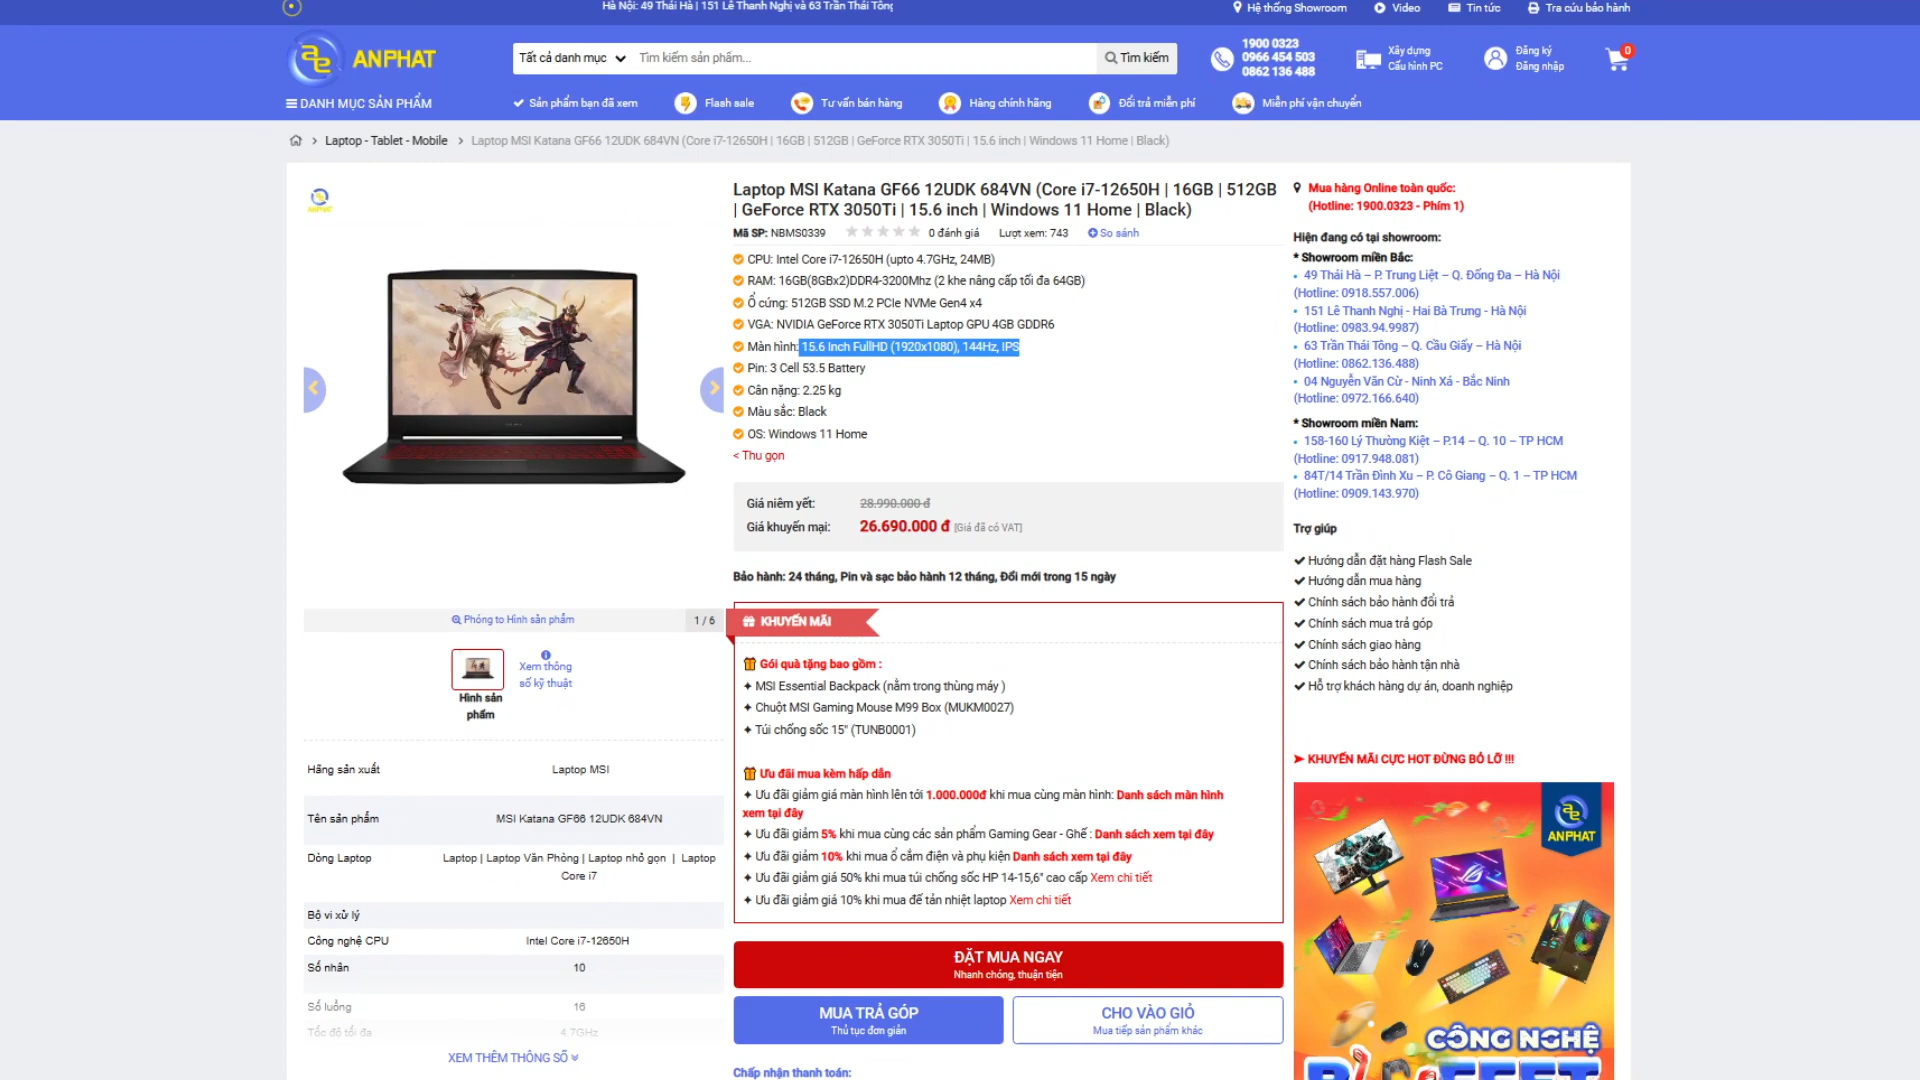 Hà Nội: 49 Thái Hà | 151 Lê Thanh Nghị và 63 Trần Thái Tông
Hệ thống Showroom
Video
Tin tức
Tra cứu bảo hành
ANPHAT
Tất cả danh mục
Tìm kiếm sản phẩm...
Tìm kiếm
1900 0323
0966 454 503
0862 136 488
Xây dựng
Cấu hình PC
Đăng ký
Đăng nhập
0
DANH MỤC SẢN PHẨM
Sản phẩm bạn đã xem
Flash sale
Tư vấn bán hàng
Hàng chính hãng
Đổi trả miễn phí
Miễn phí vận chuyển
Laptop - Tablet - Mobile
Laptop MSI Katana GF66 12UDK 684VN (Core i7-12650H | 16GB | 512GB | GeForce RTX 3050Ti | 15.6 inch | Windows 11 Home | Black)
Laptop MSI Katana GF66 12UDK 684VN (Core i7-12650H | 16GB | 512GB
| GeForce RTX 3050Ti | 15.6 inch | Windows 11 Home | Black)
Mã SP: NBMS0339
0 đánh giá
Lượt xem: 743
So sánh
CPU: Intel Core i7-12650H (upto 4.7GHz, 24MB)
RAM: 16GB(8GBx2)DDR4-3200Mhz (2 khe nâng cấp tối đa 64GB)
Ổ cứng: 512GB SSD M.2 PCIe NVMe Gen4 x4
VGA: NVIDIA GeForce RTX 3050Ti Laptop GPU 4GB GDDR6
Màn hình: 15.6 Inch FullHD (1920x1080), 144Hz, IPS
Pin: 3 Cell 53.5 Battery
Cân nặng: 2.25 kg
Màu sắc: Black
OS: Windows 11 Home
< Thu gọn
Giá niêm yết: 28.990.000 đ
Giá khuyến mại: 26.690.000 đ [Giá đã có VAT]
Bảo hành: 24 tháng, Pin và sạc bảo hành 12 tháng, Đổi mới trong 15 ngày
KHUYẾN MÃI
Gói quà tặng bao gồm :
✦ MSI Essential Backpack (nằm trong thùng máy )
✦ Chuột MSI Gaming Mouse M99 Box (MUKM0027)
✦ Túi chống sốc 15" (TUNB0001)
Ưu đãi mua kèm hấp dẫn
✦ Ưu đãi giảm giá màn hình lên tới 1.000.000đ khi mua cùng màn hình: Danh sách màn hình
xem tại đây
✦ Ưu đãi giảm 5% khi mua cùng các sản phẩm Gaming Gear - Ghế : Danh sách xem tại đây
✦ Ưu đãi giảm 10% khi mua ổ cắm điện và phụ kiện Danh sách xem tại đây
✦ Ưu đãi giảm giá 50% khi mua túi chống sốc HP 14-15,6" cao cấp Xem chi tiết
✦ Ưu đãi giảm giá 10% khi mua đế tản nhiệt laptop Xem chi tiết
ĐẶT MUA NGAY
Nhanh chóng, thuận tiện
MUA TRẢ GÓP
Thủ tục đơn giản
CHO VÀO GIỎ
Mua tiếp sản phẩm khác
Chấp nhận thanh toán:
ANPHAT
Phóng to Hình sản phẩm
1 / 6
Hình sản
phẩm
Xem thông
số kỹ thuật
Hãng sản xuất Laptop MSI
Tên sản phẩm MSI Katana GF66 12UDK 684VN
Dòng Laptop Laptop | Laptop Văn Phòng | Laptop nhỏ gọn | Laptop
Core i7
Bộ vi xử lý
Công nghệ CPU Intel Core i7-12650H
Số nhân 10
Số luồng 16
Tốc độ tối đa 4.7GHz
XEM THÊM THÔNG SỐ
Mua hàng Online toàn quốc:
(Hotline: 1900.0323 - Phím 1)
Hiện đang có tại showroom:
* Showroom miền Bắc:
• 49 Thái Hà – P. Trung Liệt – Q. Đống Đa – Hà Nội
(Hotline: 0918.557.006)
• 151 Lê Thanh Nghị - Hai Bà Trưng - Hà Nội
(Hotline: 0983.94.9987)
• 63 Trần Thái Tông – Q. Cầu Giấy – Hà Nội
(Hotline: 0862.136.488)
• 04 Nguyễn Văn Cừ - Ninh Xá - Bắc Ninh
(Hotline: 0972.166.640)
* Showroom miền Nam:
• 158-160 Lý Thường Kiệt – P.14 – Q. 10 – TP HCM
(Hotline: 0917.948.081)
• 84T/14 Trần Đình Xu – P. Cô Giang – Q. 1 – TP HCM
(Hotline: 0909.143.970)
Trợ giúp
Hướng dẫn đặt hàng Flash Sale
Hướng dẫn mua hàng
Chính sách bảo hành đổi trả
Chính sách mua trả góp
Chính sách giao hàng
Chính sách bảo hành tận nhà
Hỗ trợ khách hàng dự án, doanh nghiệp
KHUYẾN MÃI CỰC HOT ĐỪNG BỎ LỠ !!!
ANPHAT
CÔNG NGHỆ